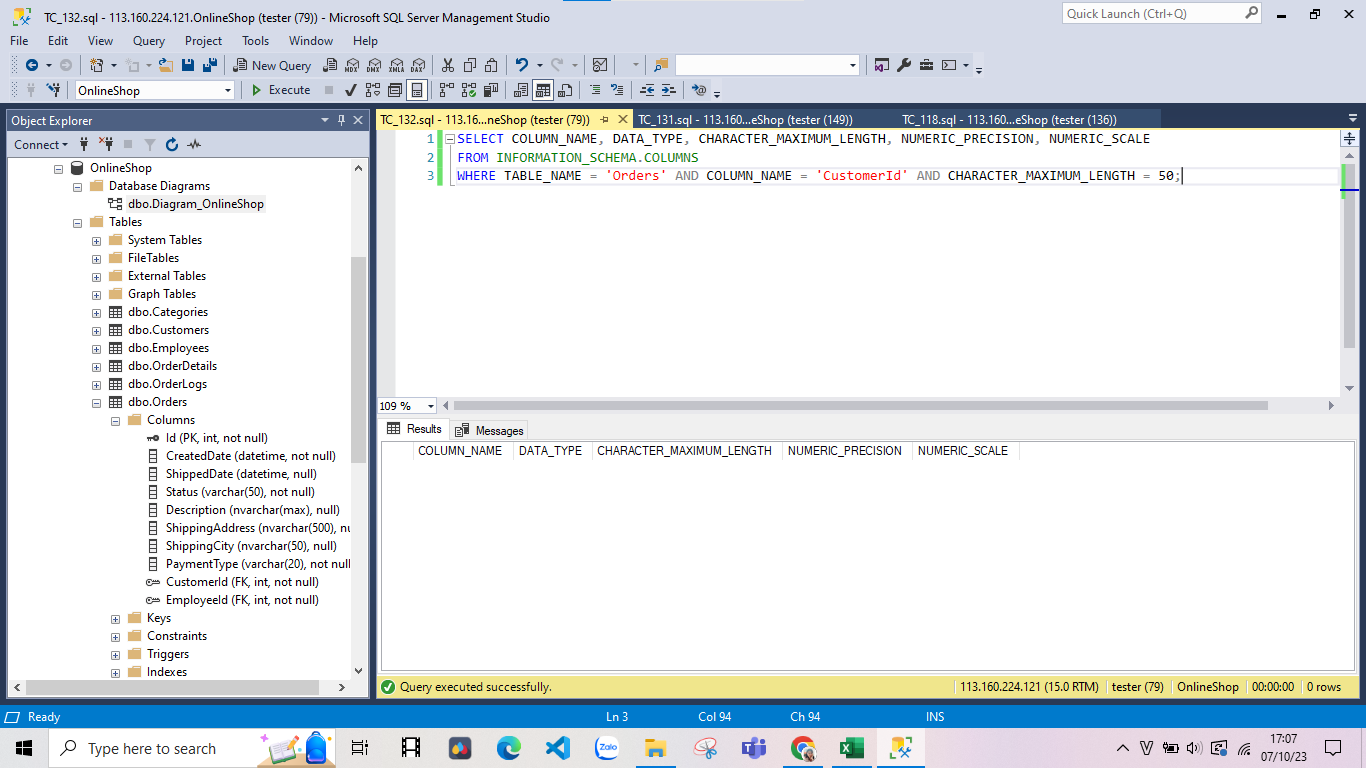 TC_132.sql - 113.160.224.121.OnlineShop (tester (79)) - Microsoft SQL Server Management Studio
Quick Launch (Ctrl+Q)
File Edit View Query Project Tools Window Help
New Query
MDX DMX XMLA DAX
OnlineShop
Execute
Object Explorer
Connect
OnlineShop
Database Diagrams
dbo.Diagram_OnlineShop
Tables
System Tables
FileTables
External Tables
Graph Tables
dbo.Categories
dbo.Customers
dbo.Employees
dbo.OrderDetails
dbo.OrderLogs
dbo.Orders
Columns
Id (PK, int, not null)
CreatedDate (datetime, not null)
ShippedDate (datetime, null)
Status (varchar(50), not null)
Description (nvarchar(max), null)
ShippingAddress (nvarchar(500), nu
ShippingCity (nvarchar(50), null)
PaymentType (varchar(20), not null
CustomerId (FK, int, not null)
EmployeeId (FK, int, not null)
Keys
Constraints
Triggers
Indexes
TC_132.sql - 113.16...neShop (tester (79)) TC_131.sql - 113.160...eShop (tester (149)) TC_118.sql - 113.160...eShop (tester (136))
1 SELECT COLUMN_NAME, DATA_TYPE, CHARACTER_MAXIMUM_LENGTH, NUMERIC_PRECISION, NUMERIC_SCALE
2 FROM INFORMATION_SCHEMA.COLUMNS
3 WHERE TABLE_NAME = 'Orders' AND COLUMN_NAME = 'CustomerId' AND CHARACTER_MAXIMUM_LENGTH = 50;
109 %
Results Messages
COLUMN_NAME DATA_TYPE CHARACTER_MAXIMUM_LENGTH NUMERIC_PRECISION NUMERIC_SCALE
Query executed successfully. 113.160.224.121 (15.0 RTM) tester (79) OnlineShop 00:00:00 0 rows
Ready Ln 3 Col 94 Ch 94 INS
Type here to search
Zalo
17:07
07/10/23